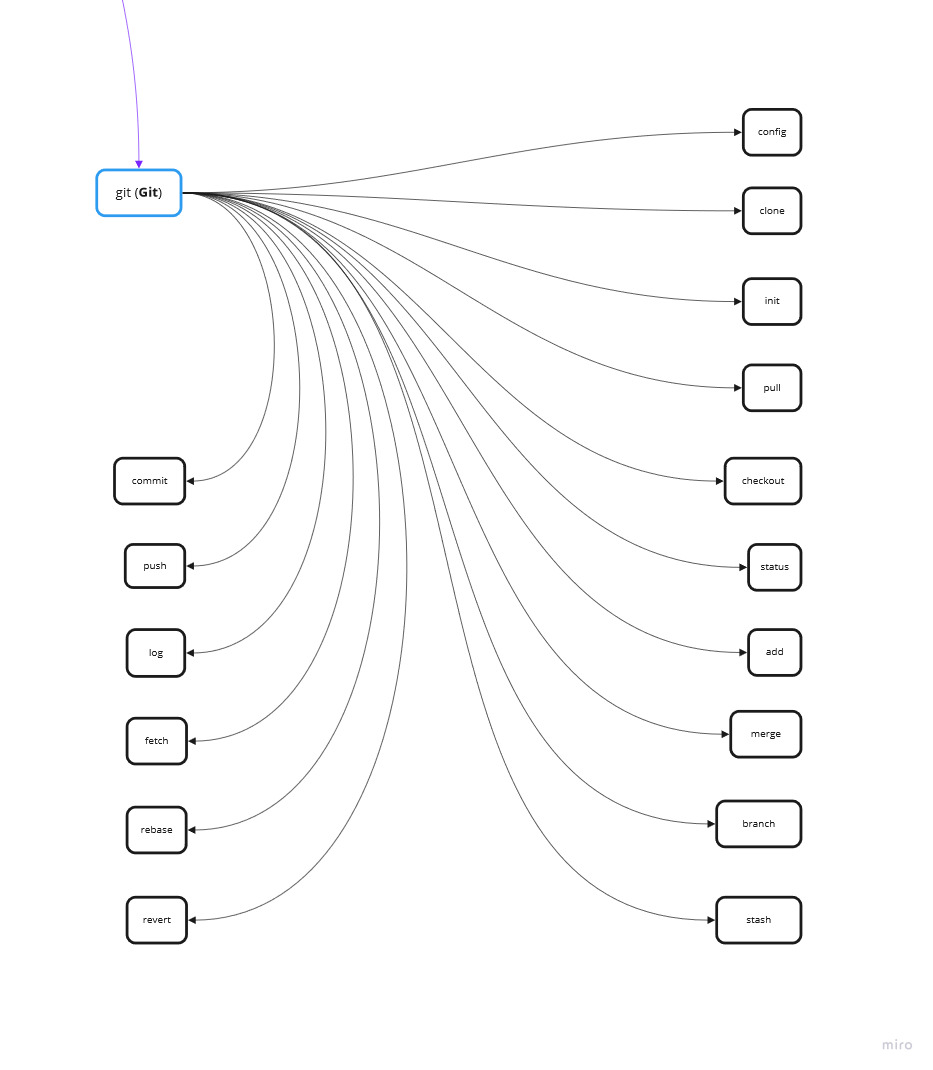 git (Git)
config
clone
init
pull
checkout
status
add
merge
branch
stash
commit
push
log
fetch
rebase
revert
miro